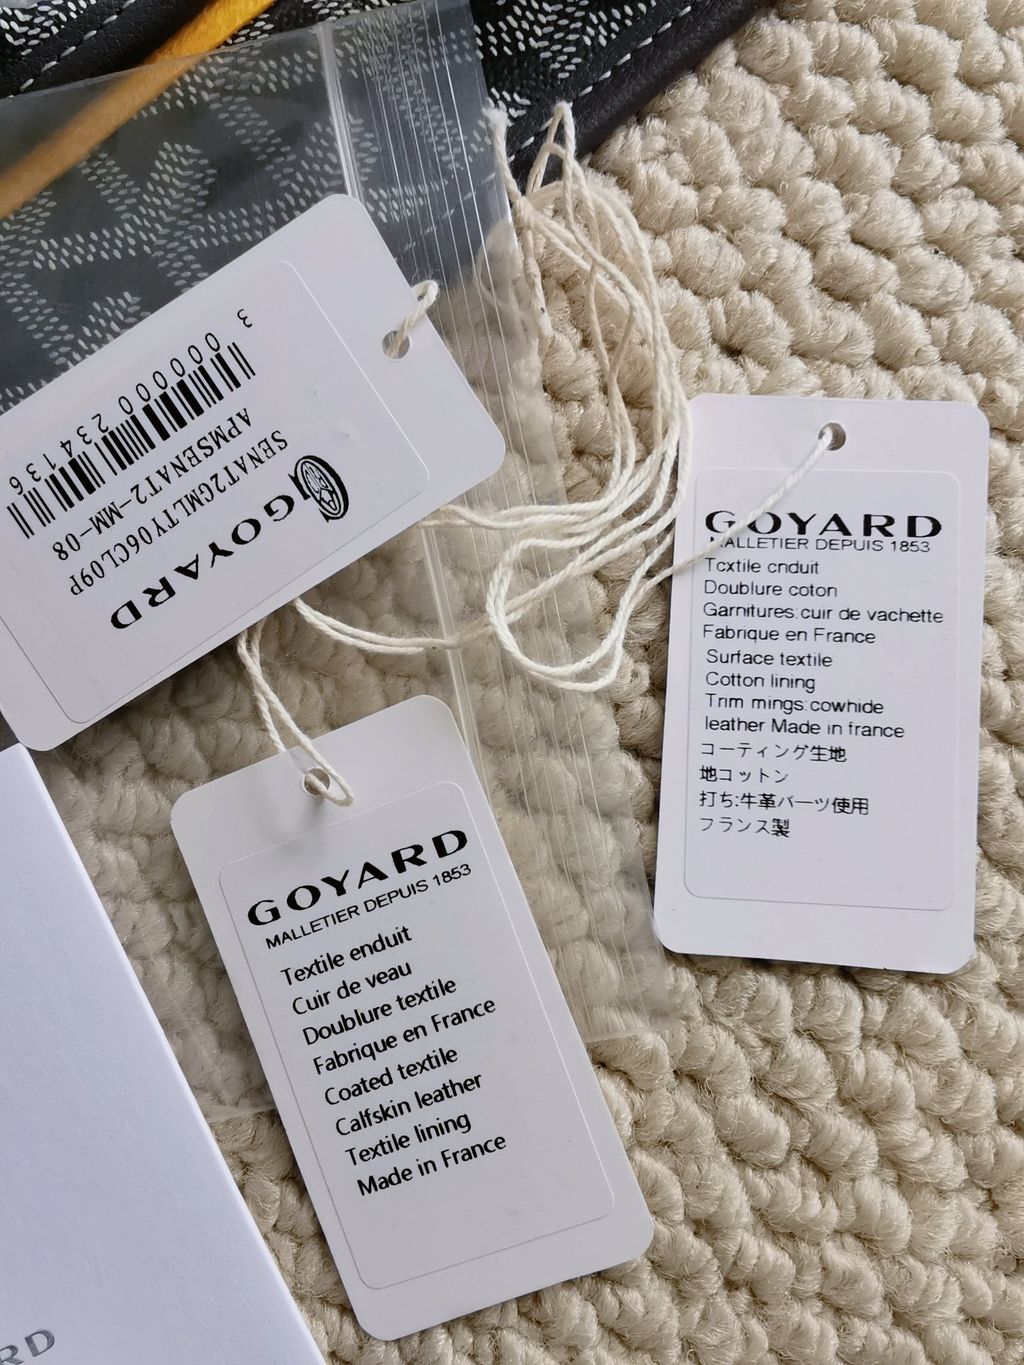 GOYARD
SENAT2GMLTY06CL09P
APMSENAT2-MM-08
3 000000 234136
GOYARD
MALLETIER DEPUIS 1853
Tcxtile cnduit
Doublure coton
Garnitures:cuir de vachette
Fabrique en France
Surface textile
Cotton lining
Trim mings:cowhide
leather Made in france
コーティング生地
地コットン
打ち:牛革パーツ使用
フランス製
GOYARD
MALLETIER DEPUIS 1853
Textile enduit
Cuir de veau
Doublure textile
Fabrique en France
Coated textile
Calfskin leather
Textile lining
Made in France
RD